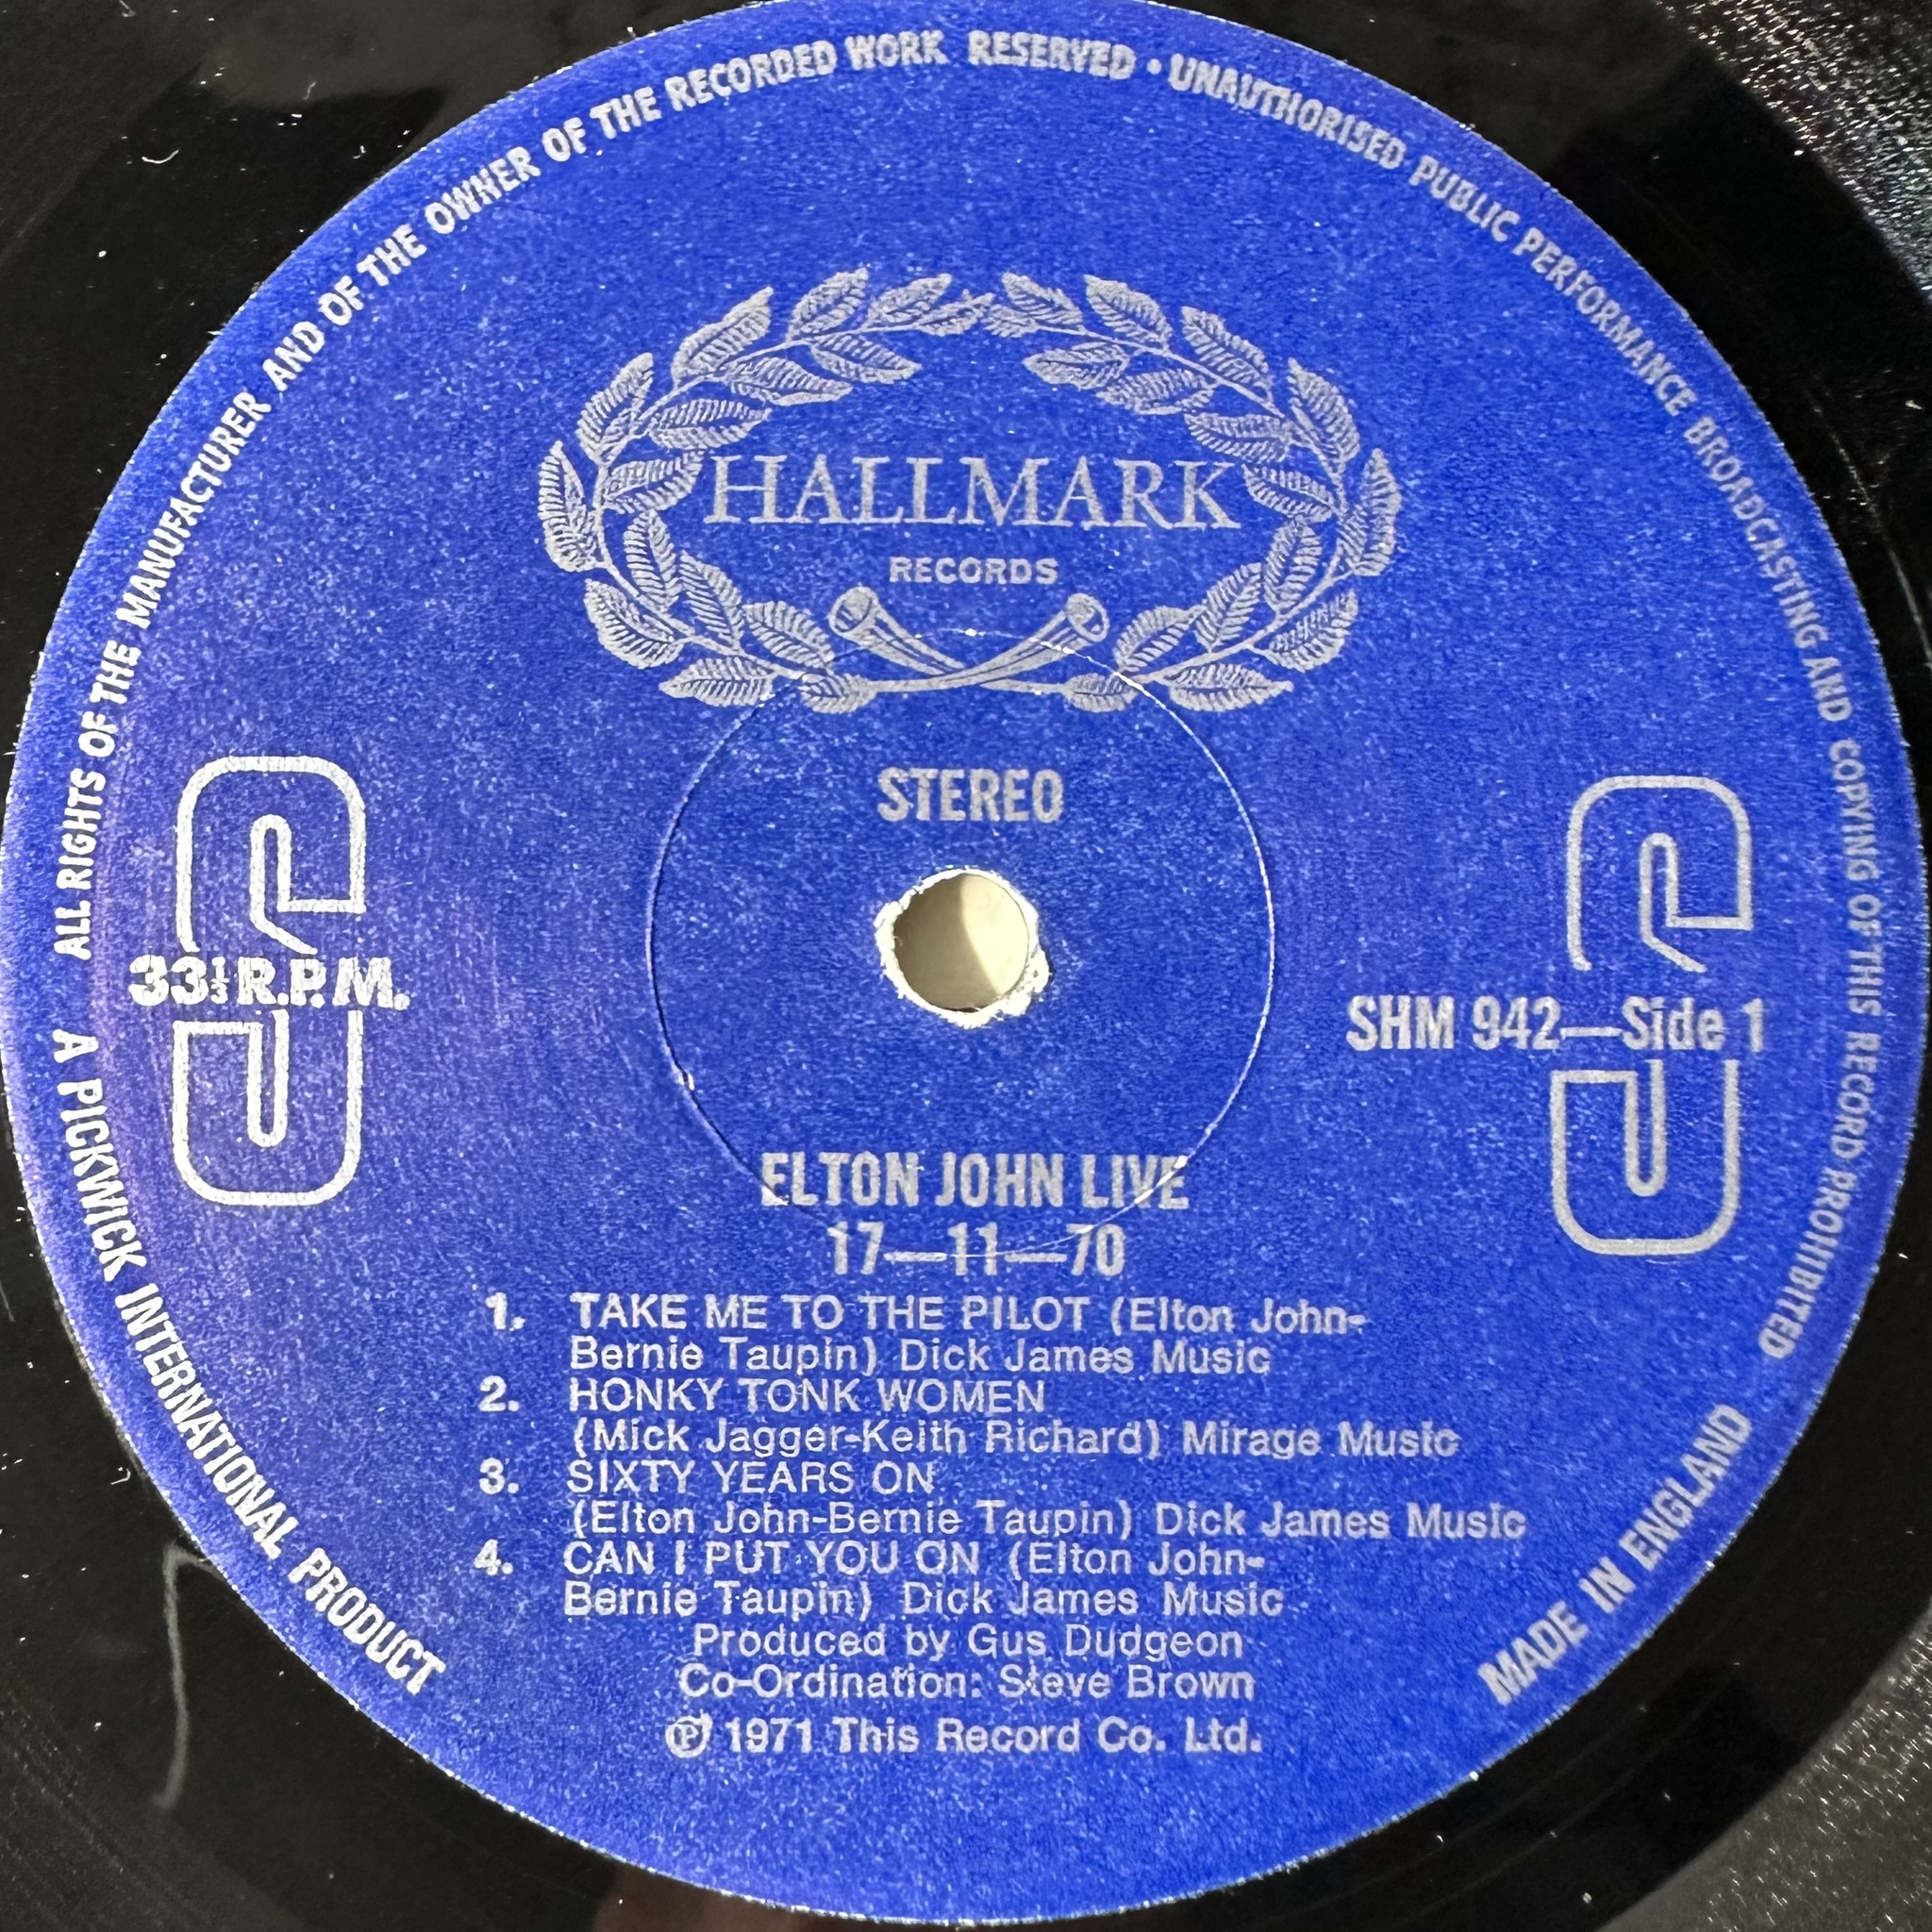 ALL RIGHTS OF THE MANUFACTURER AND OF THE OWNER OF THE RECORDED WORK RESERVED • UNAUTHORISED PUBLIC PERFORMANCE BROADCASTING AND COPYING OF THIS RECORD PROHIBITED
HALLMARK
RECORDS
STEREO
S
33⅓ R.P.M.
S
SHM 942—Side 1
ELTON JOHN LIVE
17—11—70
1. TAKE ME TO THE PILOT (Elton John-
Bernie Taupin) Dick James Music
2. HONKY TONK WOMEN
(Mick Jagger-Keith Richard) Mirage Music
3. SIXTY YEARS ON
(Elton John-Bernie Taupin) Dick James Music
4. CAN I PUT YOU ON (Elton John-
Bernie Taupin) Dick James Music
Produced by Gus Dudgeon
Co-Ordination: Steve Brown
℗ 1971 This Record Co. Ltd.
A PICKWICK INTERNATIONAL PRODUCT
MADE IN ENGLAND